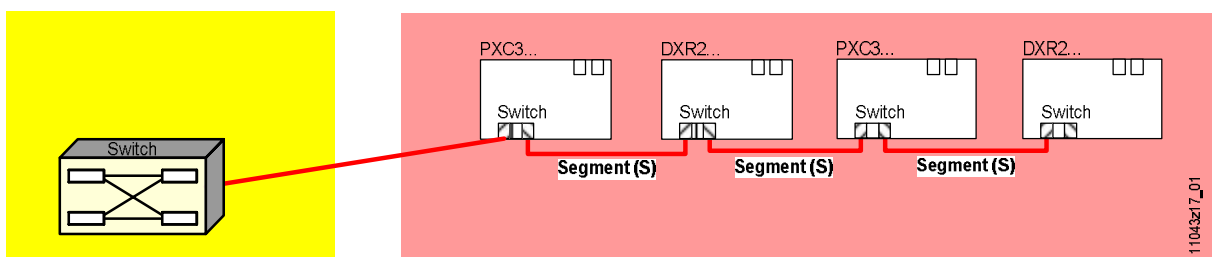 PXC3... DXR2... PXC3... DXR2...
Switch Switch Switch Switch
Switch
Segment (S) Segment (S) Segment (S)
11043z17_01